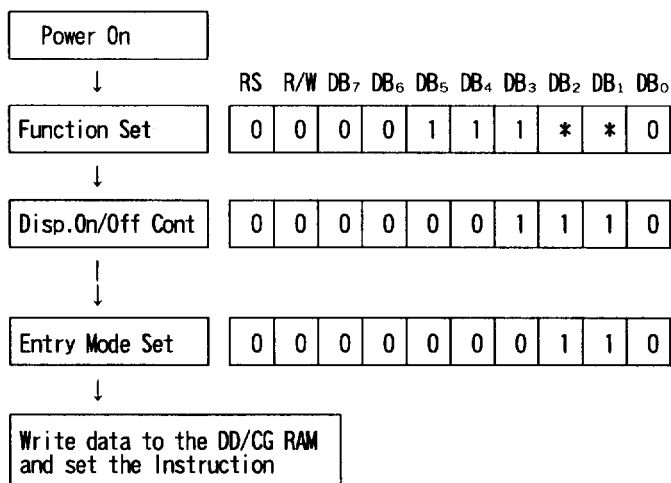 Power On
↓
RS R/W DB₇ DB₆ DB₅ DB₄ DB₃ DB₂ DB₁ DB₀
Function Set 0 0 0 0 1 1 1 * * 0
↓
Disp.On/Off Cont 0 0 0 0 0 0 1 1 1 0
↓
Entry Mode Set 0 0 0 0 0 0 0 1 1 0
↓
Write data to the DD/CG RAM
and set the Instruction